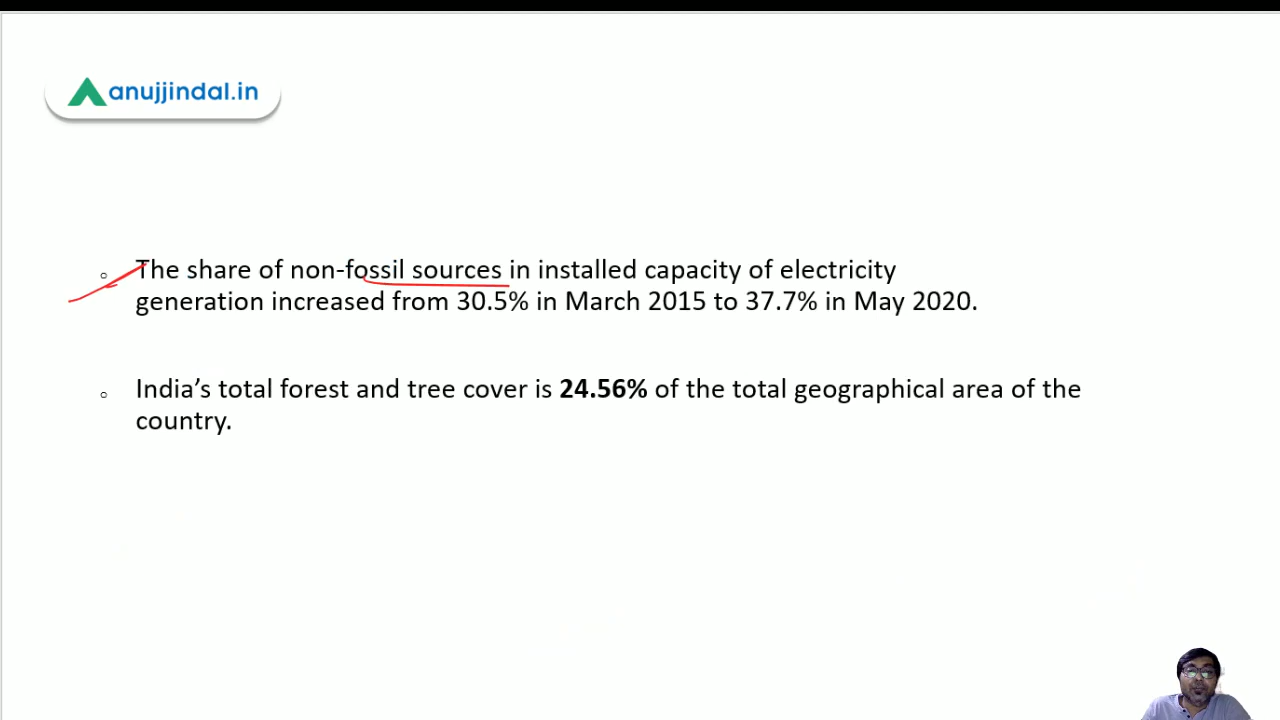 anujjindal.in
The share of non-fossil sources in installed capacity of electricity
generation increased from 30.5% in March 2015 to 37.7% in May 2020.
India’s total forest and tree cover is 24.56% of the total geographical area of the
country.